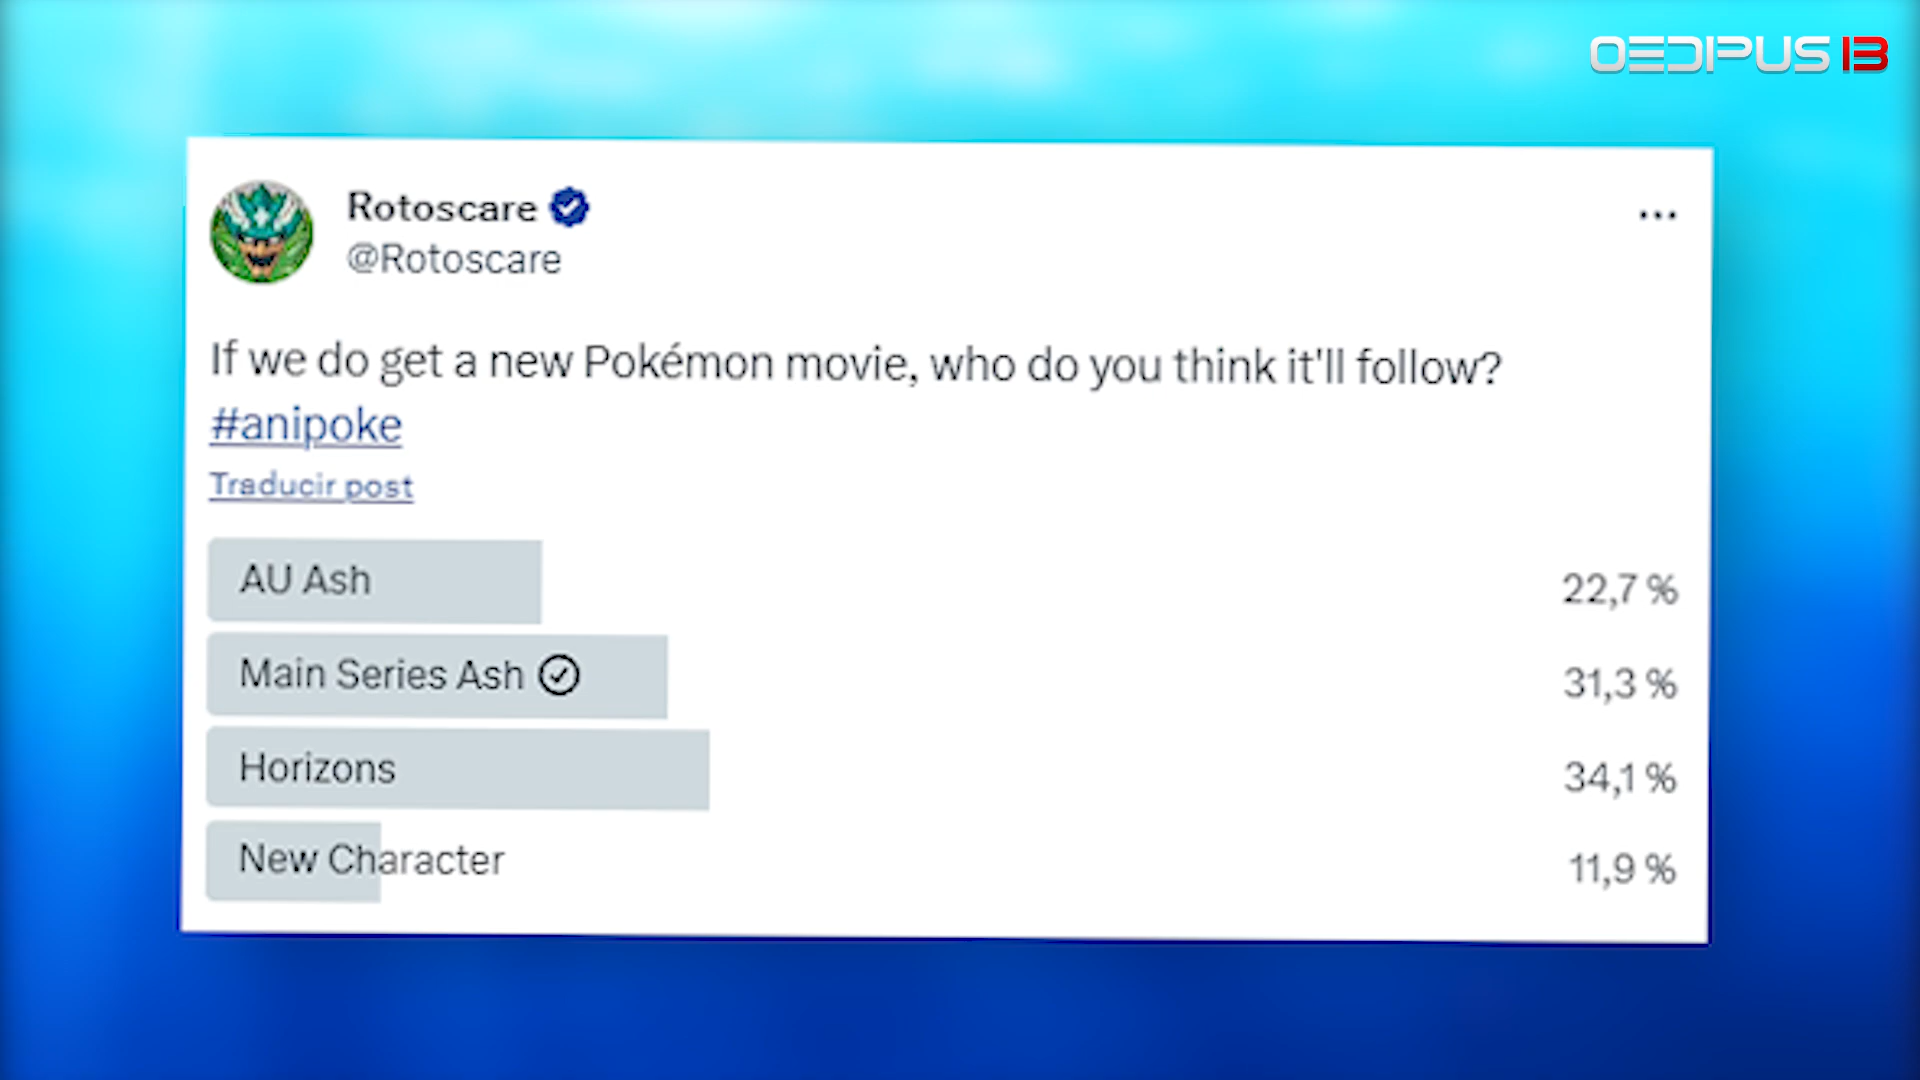 OEDIPUS 13
Rotoscare
@Rotoscare
If we do get a new Pokémon movie, who do you think it'll follow?
#anipoke
Traducir post
AU Ash 22,7 %
Main Series Ash 31,3 %
Horizons 34,1 %
New Character 11,9 %